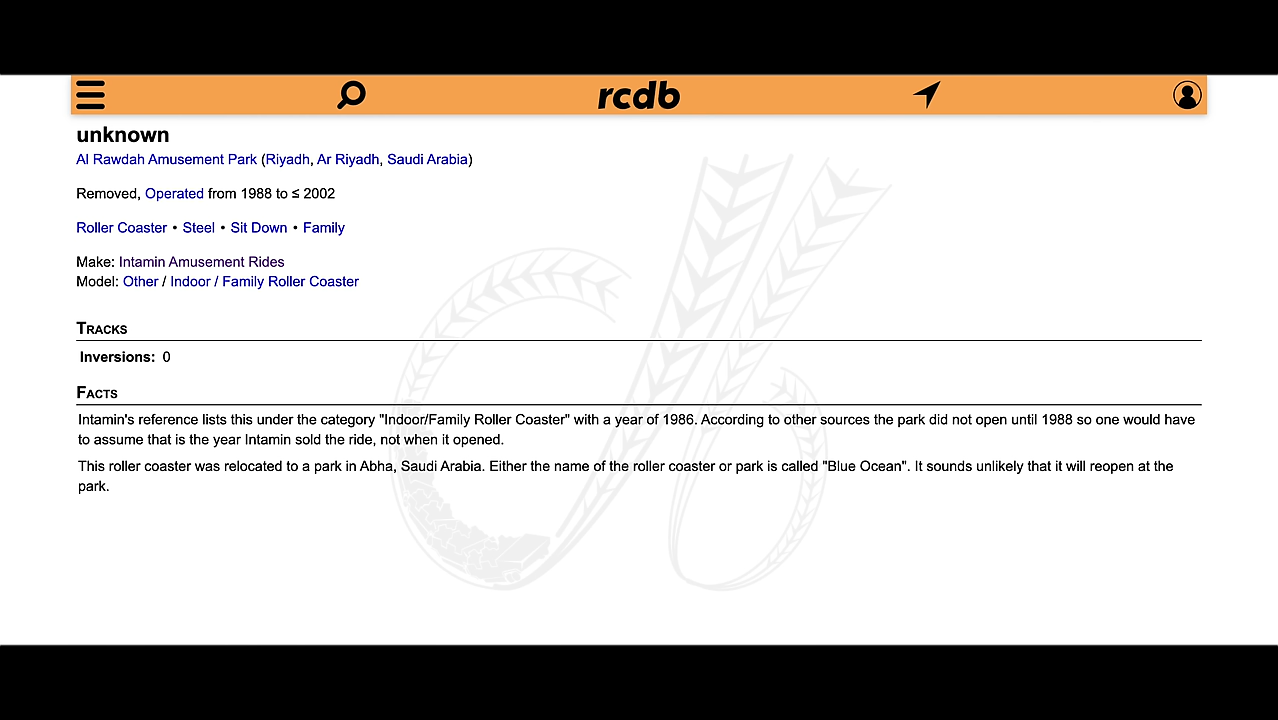 rcdb
unknown
Al Rawdah Amusement Park (Riyadh, Ar Riyadh, Saudi Arabia)
Removed, Operated from 1988 to ≤ 2002
Roller Coaster • Steel • Sit Down • Family
Make: Intamin Amusement Rides
Model: Other / Indoor / Family Roller Coaster
Tracks
Inversions: 0
Facts
Intamin's reference lists this under the category "Indoor/Family Roller Coaster" with a year of 1986. According to other sources the park did not open until 1988 so one would have
to assume that is the year Intamin sold the ride, not when it opened.
This roller coaster was relocated to a park in Abha, Saudi Arabia. Either the name of the roller coaster or park is called "Blue Ocean". It sounds unlikely that it will reopen at the
park.